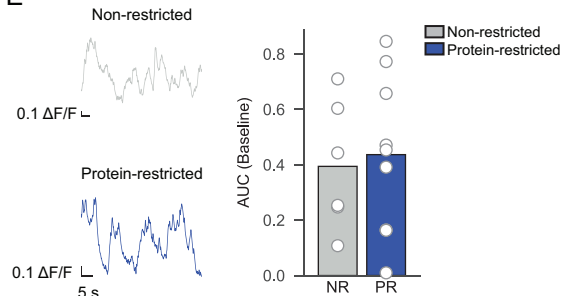 Non-restricted
0.1 ΔF/F
Protein-restricted
0.1 ΔF/F
5 s
AUC (Baseline)
0.8
0.6
0.4
0.2
0.0
NR PR
Non-restricted
Protein-restricted